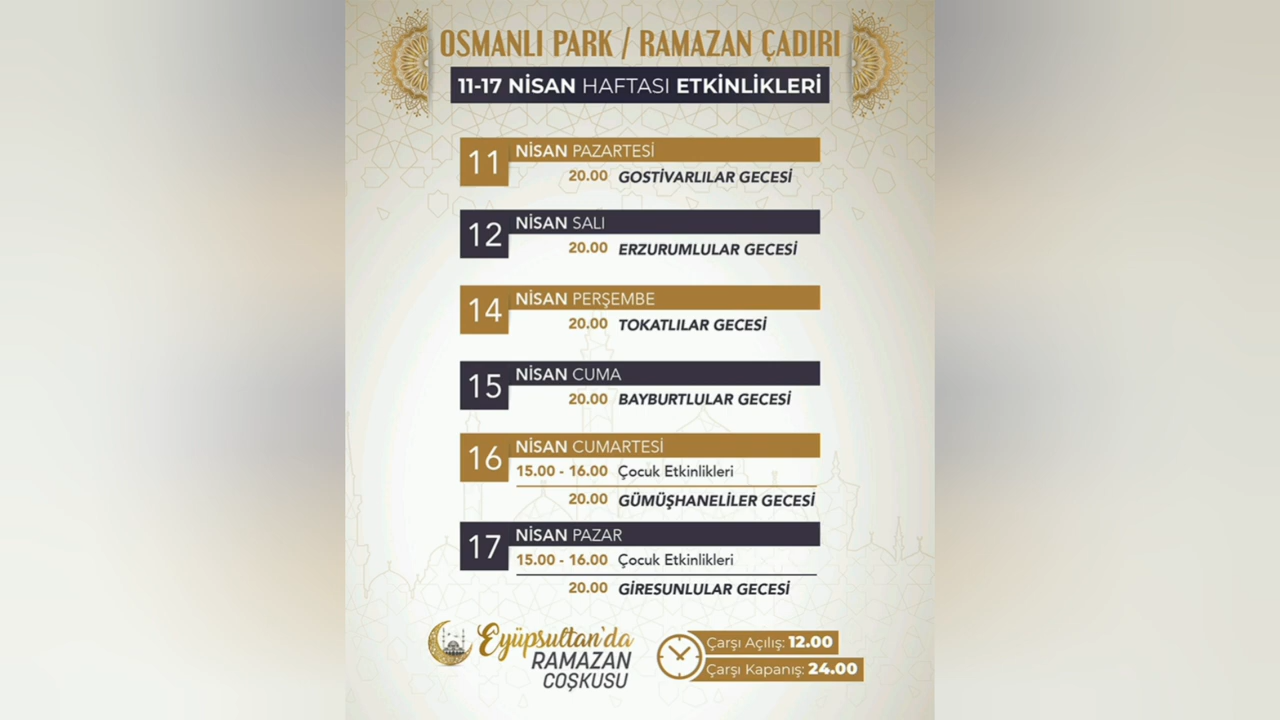 OSMANLI PARK / RAMAZAN ÇADIRI
11-17 NİSAN HAFTASI ETKİNLİKLERİ
11 NİSAN PAZARTESİ
20.00 GOSTİVARLILAR GECESİ
12 NİSAN SALI
20.00 ERZURUMLULAR GECESİ
14 NİSAN PERŞEMBE
20.00 TOKATLILAR GECESİ
15 NİSAN CUMA
20.00 BAYBURTLULAR GECESİ
16 NİSAN CUMARTESİ
15.00 - 16.00 Çocuk Etkinlikleri
20.00 GÜMÜŞHANELİLER GECESİ
17 NİSAN PAZAR
15.00 - 16.00 Çocuk Etkinlikleri
20.00 GİRESUNLULAR GECESİ
Eyüpsultan'da
RAMAZAN
COŞKUSU
Çarşı Açılış: 12.00
Çarşı Kapanış: 24.00